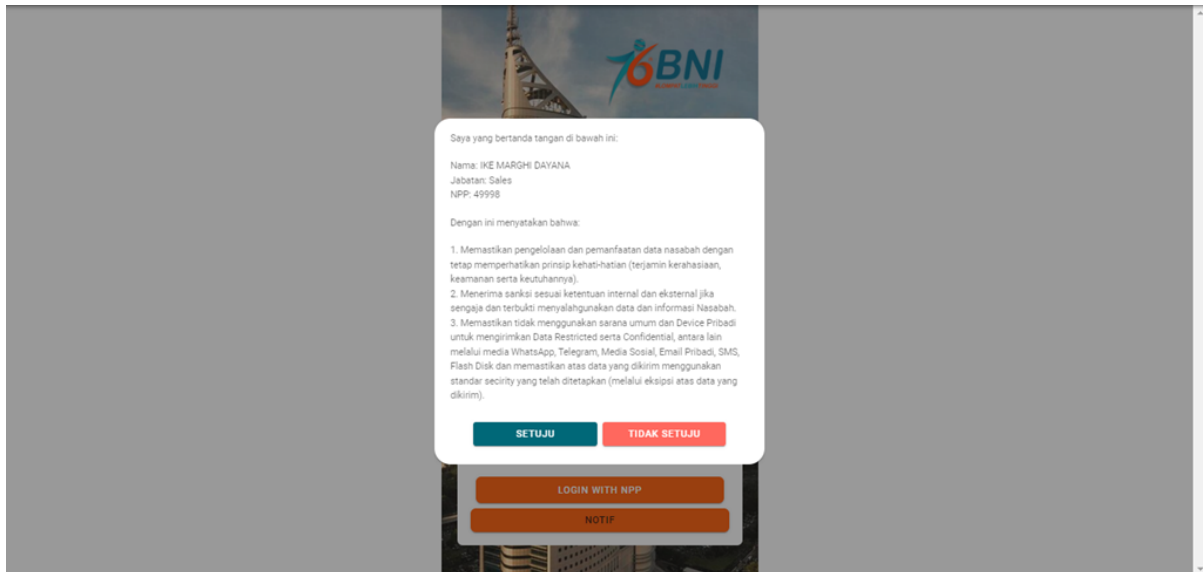 76 BNI
Saya yang bertanda tangan di bawah ini:
Nama: IKE MARGHI DAYANA
Jabatan: Sales
NPP: 49998
Dengan ini menyatakan bahwa:
1. Memastikan pengelolaan dan pemanfaatan data nasabah dengan
tetap memperhatikan prinsip kehati-hatian (terjamin kerahasiaan,
keamanan serta keutuhannya).
2. Menerima sanksi sesuai ketentuan internal dan eksternal jika
sengaja dan terbukti menyalahgunakan data dan informasi Nasabah.
3. Memastikan tidak menggunakan sarana umum dan Device Pribadi
untuk mengirimkan Data Restricted serta Confidential, antara lain
melalui media WhatsApp, Telegram, Media Sosial, Email Pribadi, SMS,
Flash Disk dan memastikan atas data yang dikirim menggunakan
standar secirity yang telah ditetapkan (melalui eksipsi atas data yang
dikirim).
SETUJU
TIDAK SETUJU
LOGIN WITH NPP
NOTIF